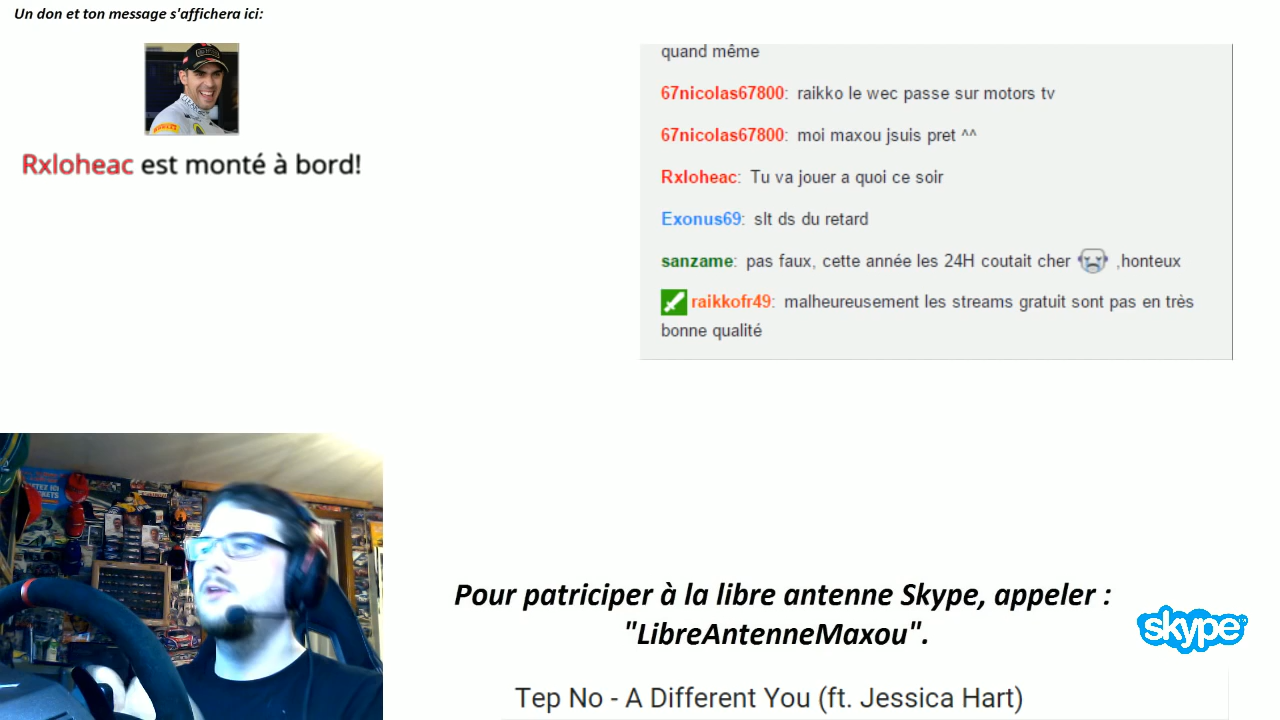 Un don et ton message s'affichera ici:
Rxloheac est monté à bord!
quand même
67nicolas67800: raikko le wec passe sur motors tv
67nicolas67800: moi maxou jsuis pret ^^
Rxloheac: Tu va jouer a quoi ce soir
Exonus69: slt ds du retard
sanzame: pas faux, cette année les 24H coutait cher ,honteux
raikkofr49: malheureusement les streams gratuit sont pas en très
bonne qualité
Pour patriciper à la libre antenne Skype, appeler :
"LibreAntenneMaxou".
skype
Tep No - A Different You (ft. Jessica Hart)